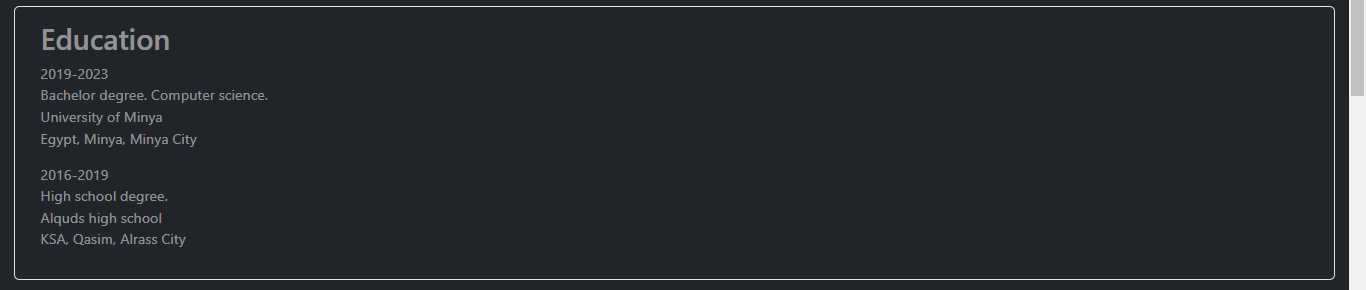 Education
2019-2023
Bachelor degree. Computer science.
University of Minya
Egypt, Minya, Minya City
2016-2019
High school degree.
Alquds high school
KSA, Qasim, Alrass City